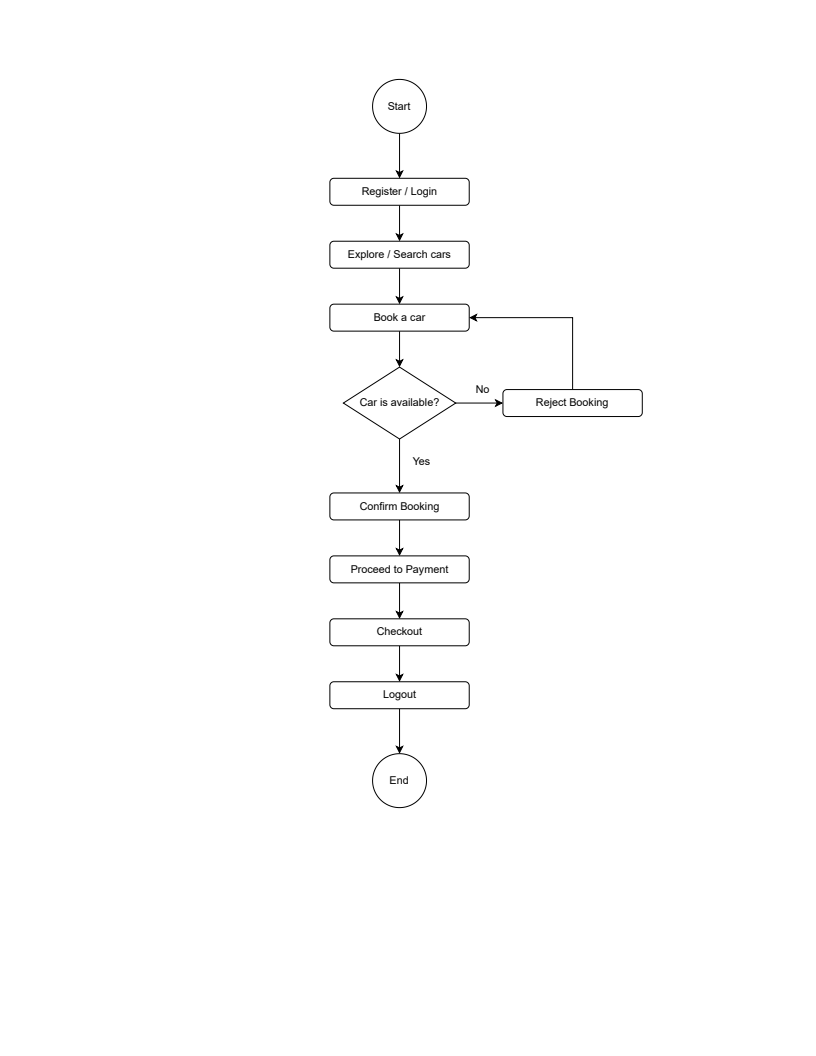 Start
Register / Login
Explore / Search cars
Book a car
Car is available?
No
Reject Booking
Yes
Confirm Booking
Proceed to Payment
Checkout
Logout
End